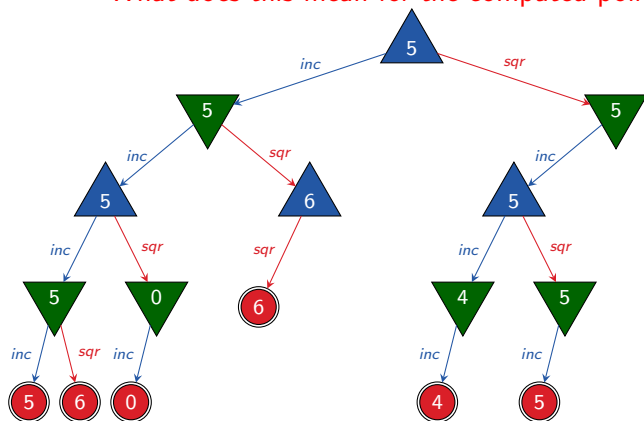 What does this mean for the computed poli
5
inc sqr
5 5
inc sqr inc
5 6 5
inc sqr sqr inc sqr
5 0 6 4 5
inc sqr inc inc inc
5 6 0 4 5